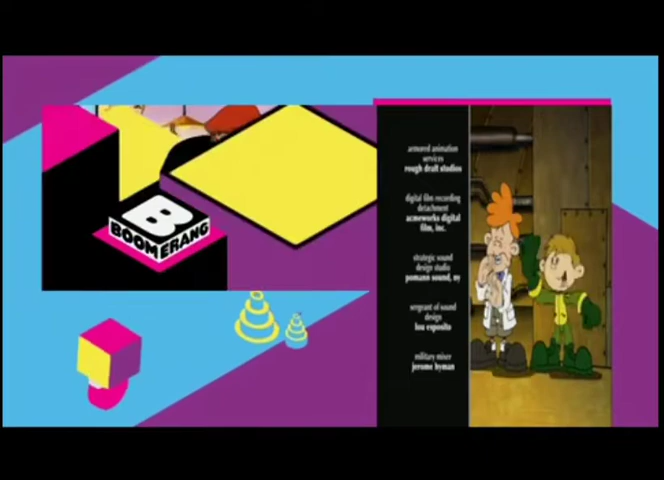 B
BOOMERANG
armored animation
services
rough draft studios
digital film recording
detachment
acmeworks digital
film, inc.
strategic sound
design studio
pomann sound, ny
sergeant of sound
design
lou esposito
military mixer
jerome hyman